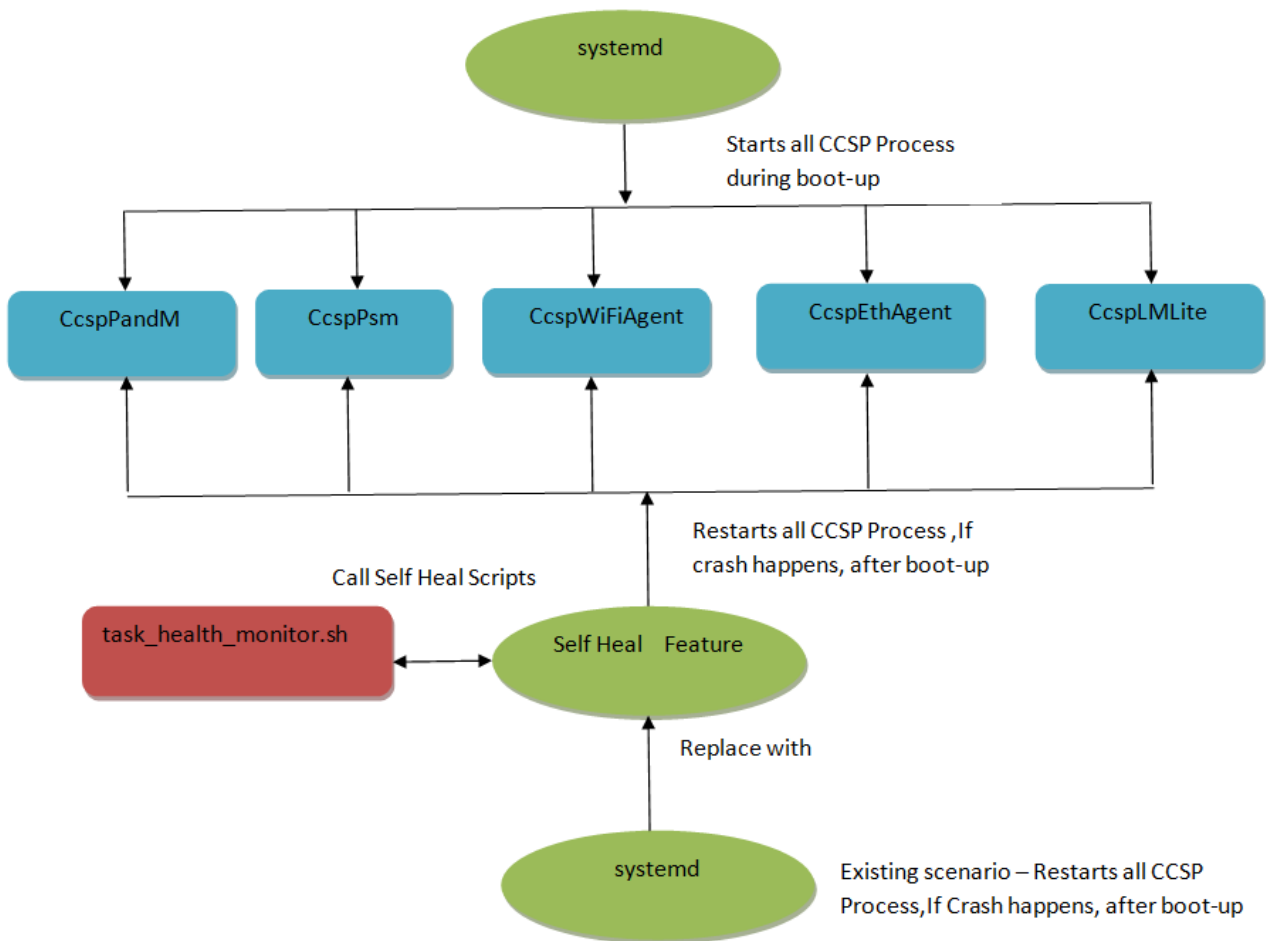 systemd
Starts all CCSP Process
during boot-up
CcspPandM
CcspPsm
CcspWiFiAgent
CcspEthAgent
CcspLMLite
Restarts all CCSP Process ,If
crash happens, after boot-up
Call Self Heal Scripts
task_health_monitor.sh
Self Heal Feature
Replace with
systemd
Existing scenario – Restarts all CCSP
Process,If Crash happens, after boot-up